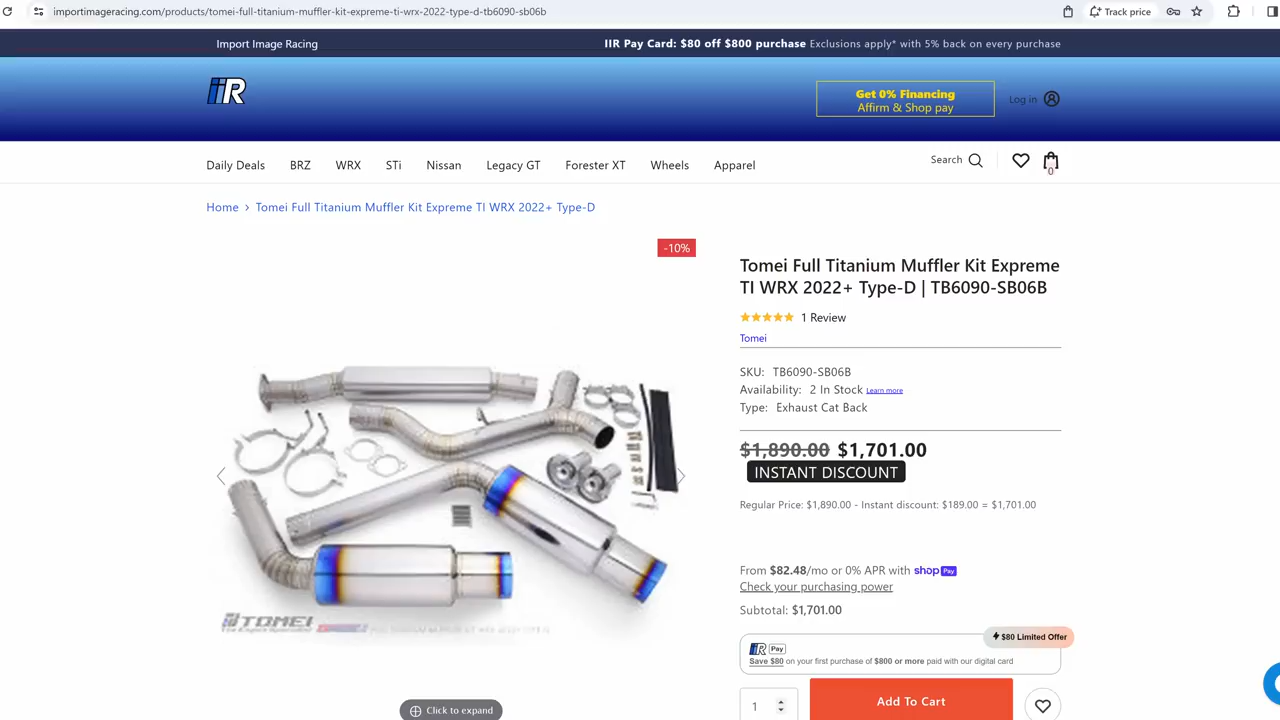 importimageracing.com/products/tomei-full-titanium-muffler-kit-expreme-ti-wrx-2022-type-d-tb6090-sb06b
Track price
Import Image Racing
IIR Pay Card: $80 off $800 purchase Exclusions apply* with 5% back on every purchase
iiR
Get 0% Financing
Affirm & Shop pay
Log in
Daily Deals BRZ WRX STi Nissan Legacy GT Forester XT Wheels Apparel
Search
0
Home > Tomei Full Titanium Muffler Kit Expreme TI WRX 2022+ Type-D
-10%
Tomei Full Titanium Muffler Kit Expreme
TI WRX 2022+ Type-D | TB6090-SB06B
1 Review
Tomei
SKU: TB6090-SB06B
Availability: 2 In Stock Learn more
Type: Exhaust Cat Back
$1,890.00 $1,701.00
INSTANT DISCOUNT
Regular Price: $1,890.00 - Instant discount: $189.00 = $1,701.00
From $82.48/mo or 0% APR with shop Pay
Check your purchasing power
Subtotal: $1,701.00
$80 Limited Offer
iiR Pay
Save $80 on your first purchase of $800 or more paid with our digital card
1
Add To Cart
TOMEI
Click to expand